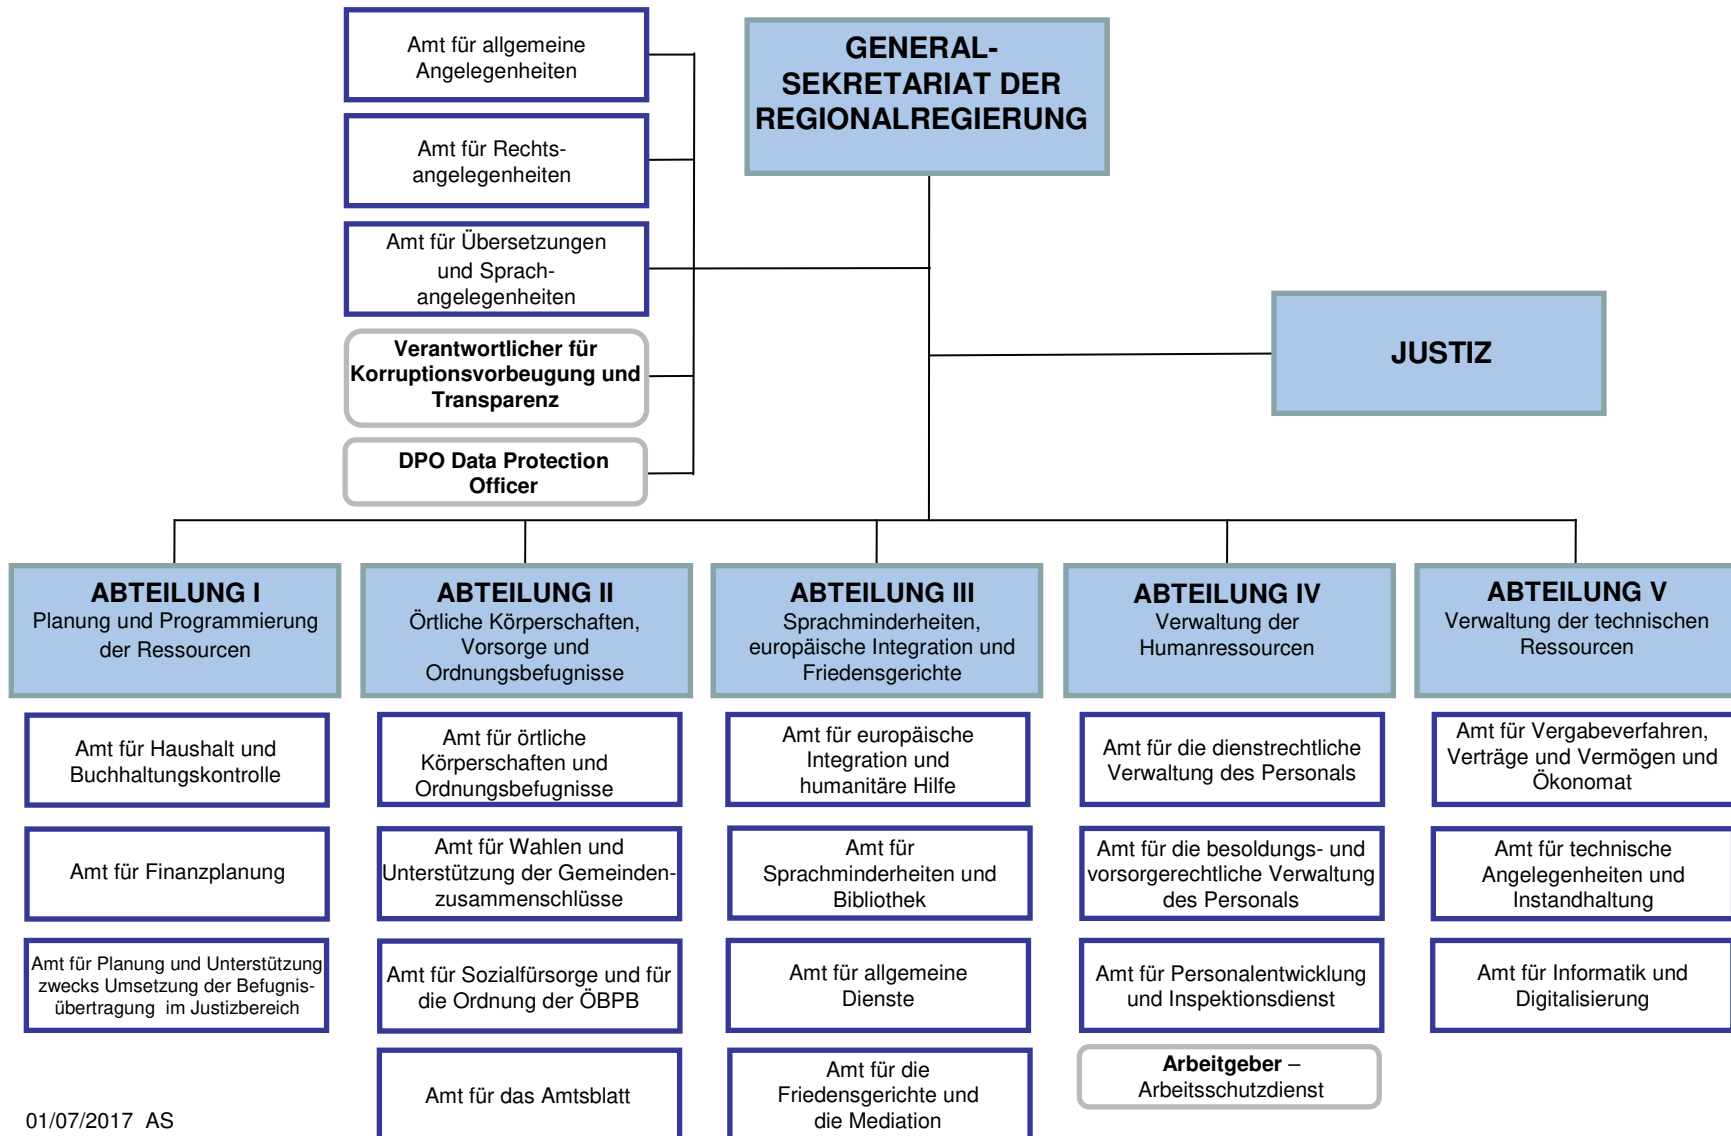 Amt für allgemeine
Angelegenheiten
GENERAL-
SEKRETARIAT DER
REGIONALREGIERUNG
Amt für Rechts-
angelegenheiten
Amt für Übersetzungen
und Sprach-
angelegenheiten
Verantwortlicher für
Korruptionsvorbeugung und
Transparenz
JUSTIZ
DPO Data Protection
Officer
ABTEILUNG I
Planung und Programmierung
der Ressourcen
ABTEILUNG II
Örtliche Körperschaften,
Vorsorge und
Ordnungsbefugnisse
ABTEILUNG III
Sprachminderheiten,
europäische Integration und
Friedensgerichte
ABTEILUNG IV
Verwaltung der
Humanressourcen
ABTEILUNG V
Verwaltung der technischen
Ressourcen
Amt für Haushalt und
Buchhaltungskontrolle
Amt für örtliche
Körperschaften und
Ordnungsbefugnisse
Amt für europäische
Integration und
humanitäre Hilfe
Amt für die dienstrechtliche
Verwaltung des Personals
Amt für Vergabeverfahren,
Verträge und Vermögen und
Ökonomat
Amt für Finanzplanung
Amt für Wahlen und
Unterstützung der Gemeinden-
zusammenschlüsse
Amt für
Sprachminderheiten und
Bibliothek
Amt für die besoldungs- und
vorsorgerechtliche Verwaltung
des Personals
Amt für technische
Angelegenheiten und
Instandhaltung
Amt für Planung und Unterstützung
zwecks Umsetzung der Befugnis-
übertragung im Justizbereich
Amt für Sozialfürsorge und für
die Ordnung der ÖBPB
Amt für allgemeine
Dienste
Amt für Personalentwicklung
und Inspektionsdienst
Amt für Informatik und
Digitalisierung
Amt für das Amtsblatt
Amt für die
Friedensgerichte und
die Mediation
Arbeitgeber –
Arbeitsschutzdienst
01/07/2017 AS